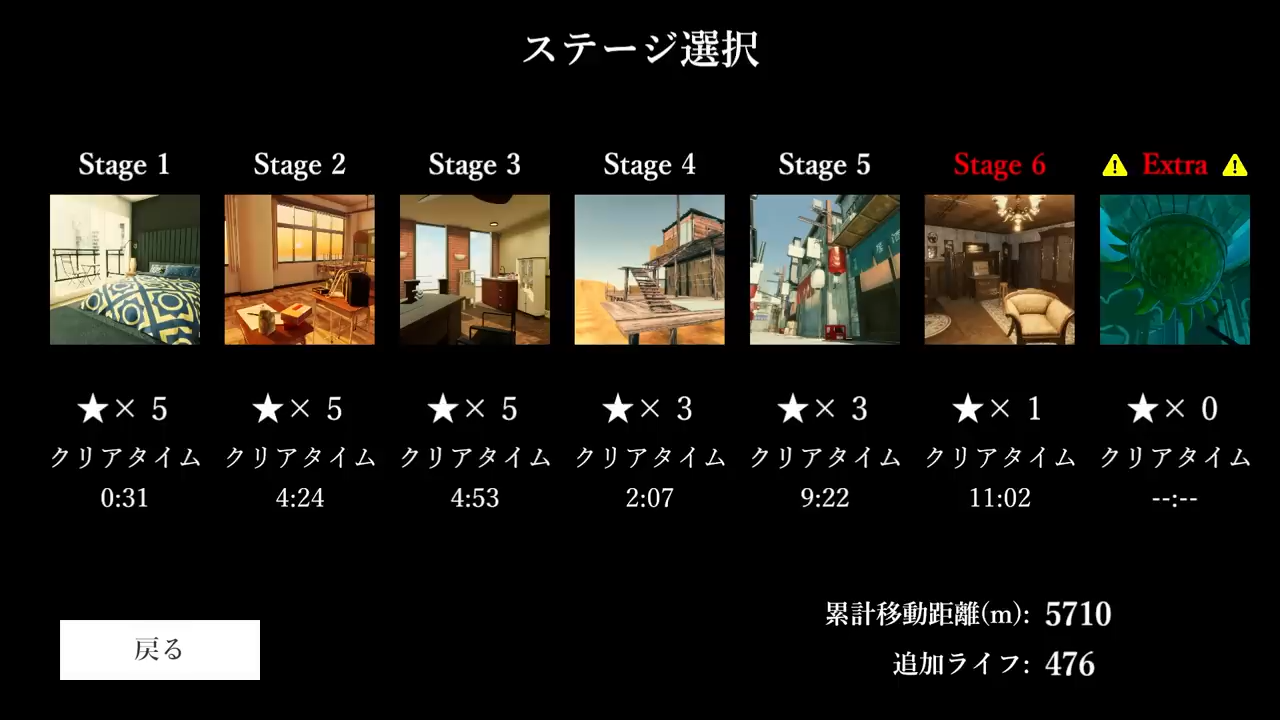 ステージ選択
Stage 1
Stage 2
Stage 3
Stage 4
Stage 5
Stage 6
Extra
★× 5
★× 5
★× 5
★× 3
★× 3
★× 1
★× 0
クリアタイム
クリアタイム
クリアタイム
クリアタイム
クリアタイム
クリアタイム
クリアタイム
0:31
4:24
4:53
2:07
9:22
11:02
--:--
累計移動距離(m): 5710
戻る
追加ライフ: 476